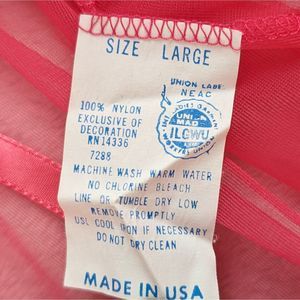 SIZE LARGE
UNION LABEL
NEAC
100% NYLON
EXCLUSIVE OF
DECORATION
RN14336
7288
UNION
MADE
ILGWU
MACHINE WASH WARM WATER
NO CHLORINE BLEACH
LINE OR TUMBLE DRY LOW
REMOVE PROMPTLY
USE COOL IRON IF NECESSARY
DO NOT DRY CLEAN
MADE IN USA